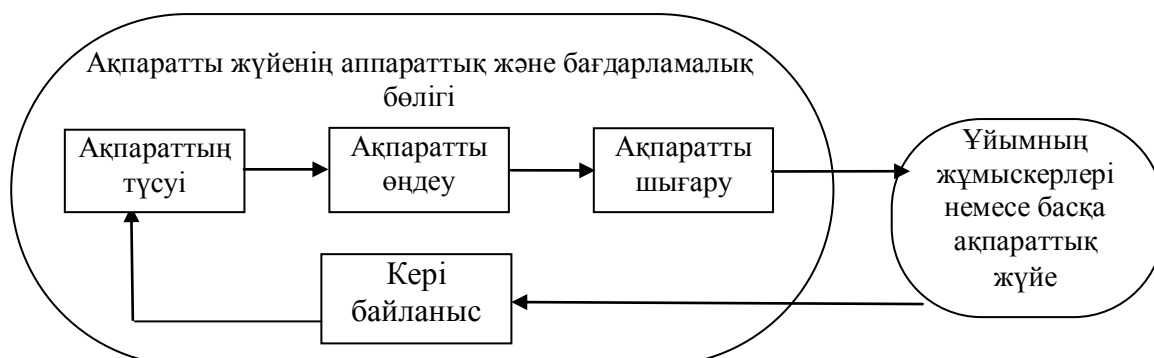 Ақпаратты жүйенің аппараттық және бағдарламалық
бөлігі
Ақпараттың
түсуі
Ақпаратты
өңдеу
Ақпаратты
шығару
Ұйымның
жұмыскерлері
немесе басқа
ақпараттық
жүйе
Кері
байланыс